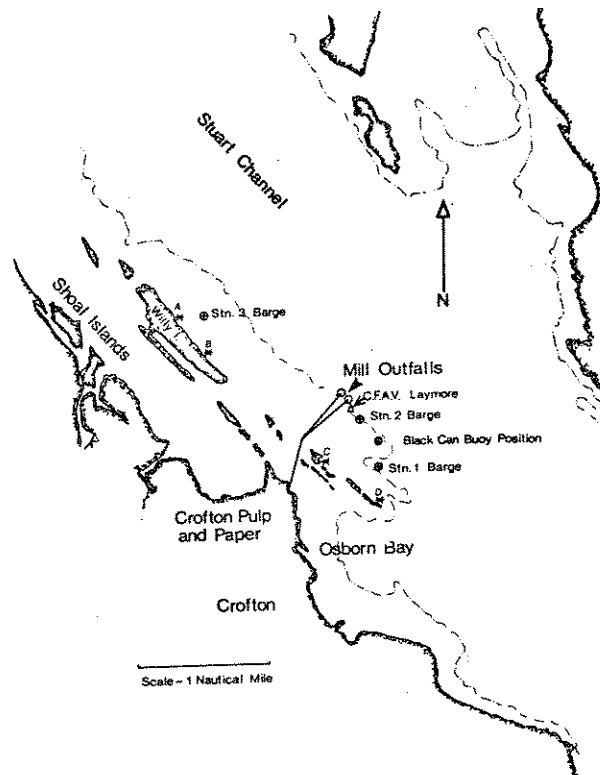 Stuart Channel
N
Shoal Islands
Willy I.
A
B
Stn. 3 Barge
Mill Outfalls
C.F.A.V. Laymore
Stn. 2 Barge
Black Can Buoy Position
C
Stn. 1 Barge
D
Crofton Pulp
and Paper
Osborn Bay
Crofton
Scale - 1 Nautical Mile